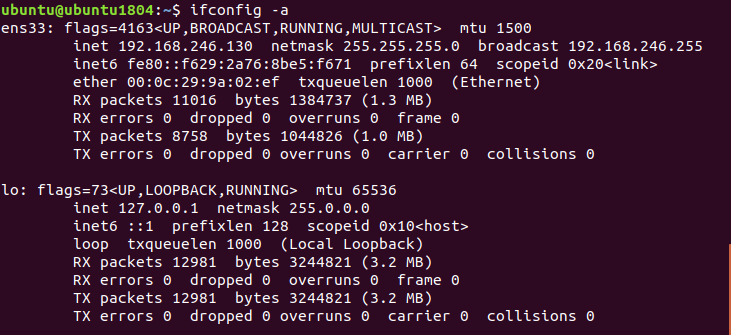 ubuntu@ubuntu1804:~$ ifconfig -a
ens33: flags=4163<UP,BROADCAST,RUNNING,MULTICAST>  mtu 1500
        inet 192.168.246.130  netmask 255.255.255.0  broadcast 192.168.246.255
        inet6 fe80::f629:2a76:8be5:f671  prefixlen 64  scopeid 0x20<link>
        ether 00:0c:29:9a:02:ef  txqueuelen 1000  (Ethernet)
        RX packets 11016  bytes 1384737 (1.3 MB)
        RX errors 0  dropped 0  overruns 0  frame 0
        TX packets 8758  bytes 1044826 (1.0 MB)
        TX errors 0  dropped 0 overruns 0  carrier 0  collisions 0

lo: flags=73<UP,LOOPBACK,RUNNING>  mtu 65536
        inet 127.0.0.1  netmask 255.0.0.0
        inet6 ::1  prefixlen 128  scopeid 0x10<host>
        loop  txqueuelen 1000  (Local Loopback)
        RX packets 12981  bytes 3244821 (3.2 MB)
        RX errors 0  dropped 0  overruns 0  frame 0
        TX packets 12981  bytes 3244821 (3.2 MB)
        TX errors 0  dropped 0 overruns 0  carrier 0  collisions 0